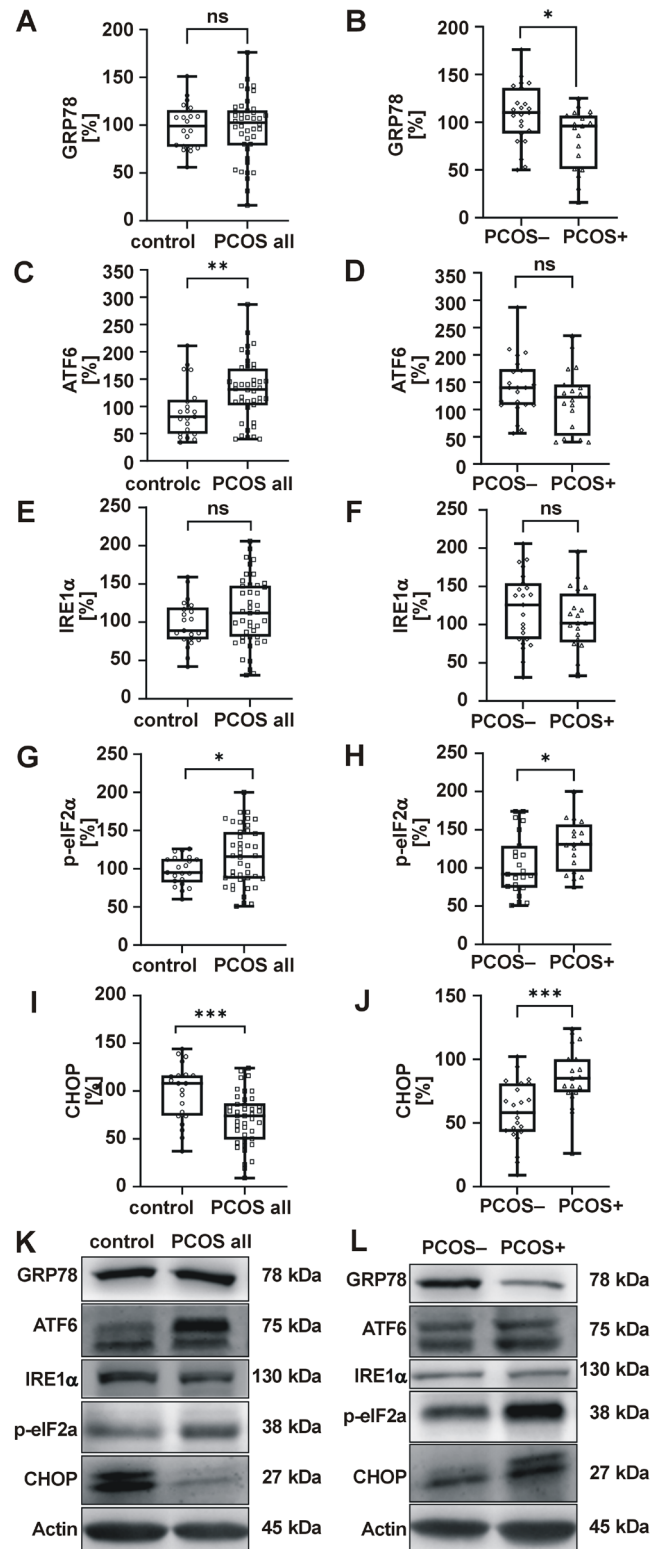 A
ns
200
150
100
50
0
GRP78
[%]
control PCOS all
B
*
200
150
100
50
0
GRP78
[%]
PCOS– PCOS+
C
**
350
300
250
200
150
100
50
0
ATF6
[%]
controlc PCOS all
D
ns
350
300
250
200
150
100
50
0
ATF6
[%]
PCOS– PCOS+
E
ns
250
200
150
100
50
0
IRE1α
[%]
control PCOS all
F
ns
250
200
150
100
50
0
IRE1α
[%]
PCOS– PCOS+
G
*
250
200
150
100
50
0
p-eIF2α
[%]
control PCOS all
H
*
250
200
150
100
50
0
p-eIF2α
[%]
PCOS– PCOS+
I
***
200
150
100
50
0
CHOP
[%]
control PCOS all
J
***
150
100
50
0
CHOP
[%]
PCOS– PCOS+
K
control PCOS all
GRP78 78 kDa
ATF6 75 kDa
IRE1α 130 kDa
p-eIF2a 38 kDa
CHOP 27 kDa
Actin 45 kDa
L
PCOS– PCOS+
GRP78 78 kDa
ATF6 75 kDa
IRE1α 130 kDa
p-eIF2a 38 kDa
CHOP 27 kDa
Actin 45 kDa